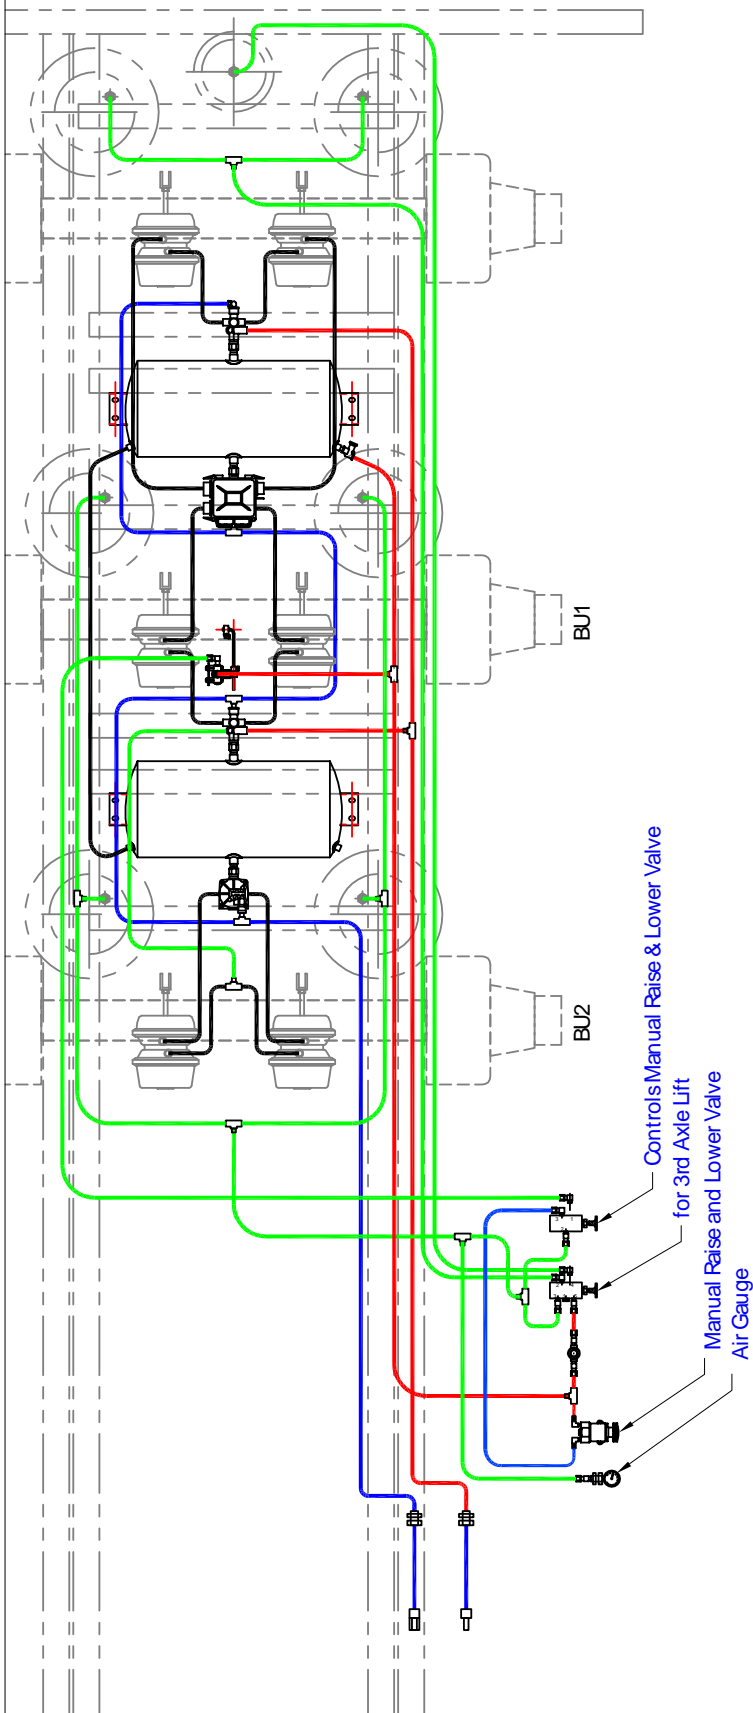 BU1
BU2
Controls Manual Raise & Lower Valve
for 3rd Axle Lift
Manual Raise and Lower Valve
Air Gauge